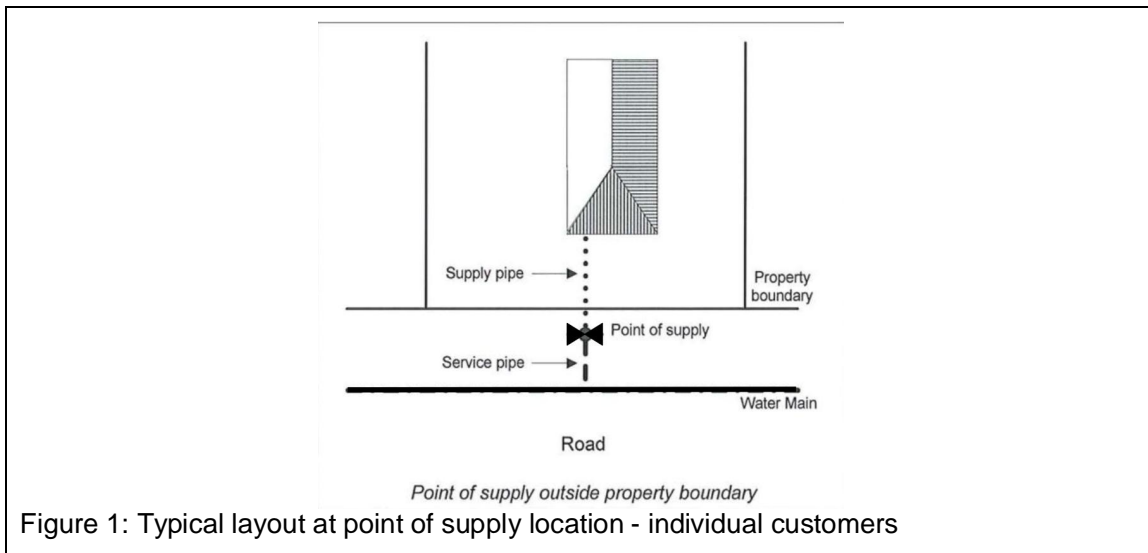 Supply pipe
Property
boundary
Point of supply
Service pipe
Water Main
Road
Point of supply outside property boundary
Figure 1: Typical layout at point of supply location - individual customers